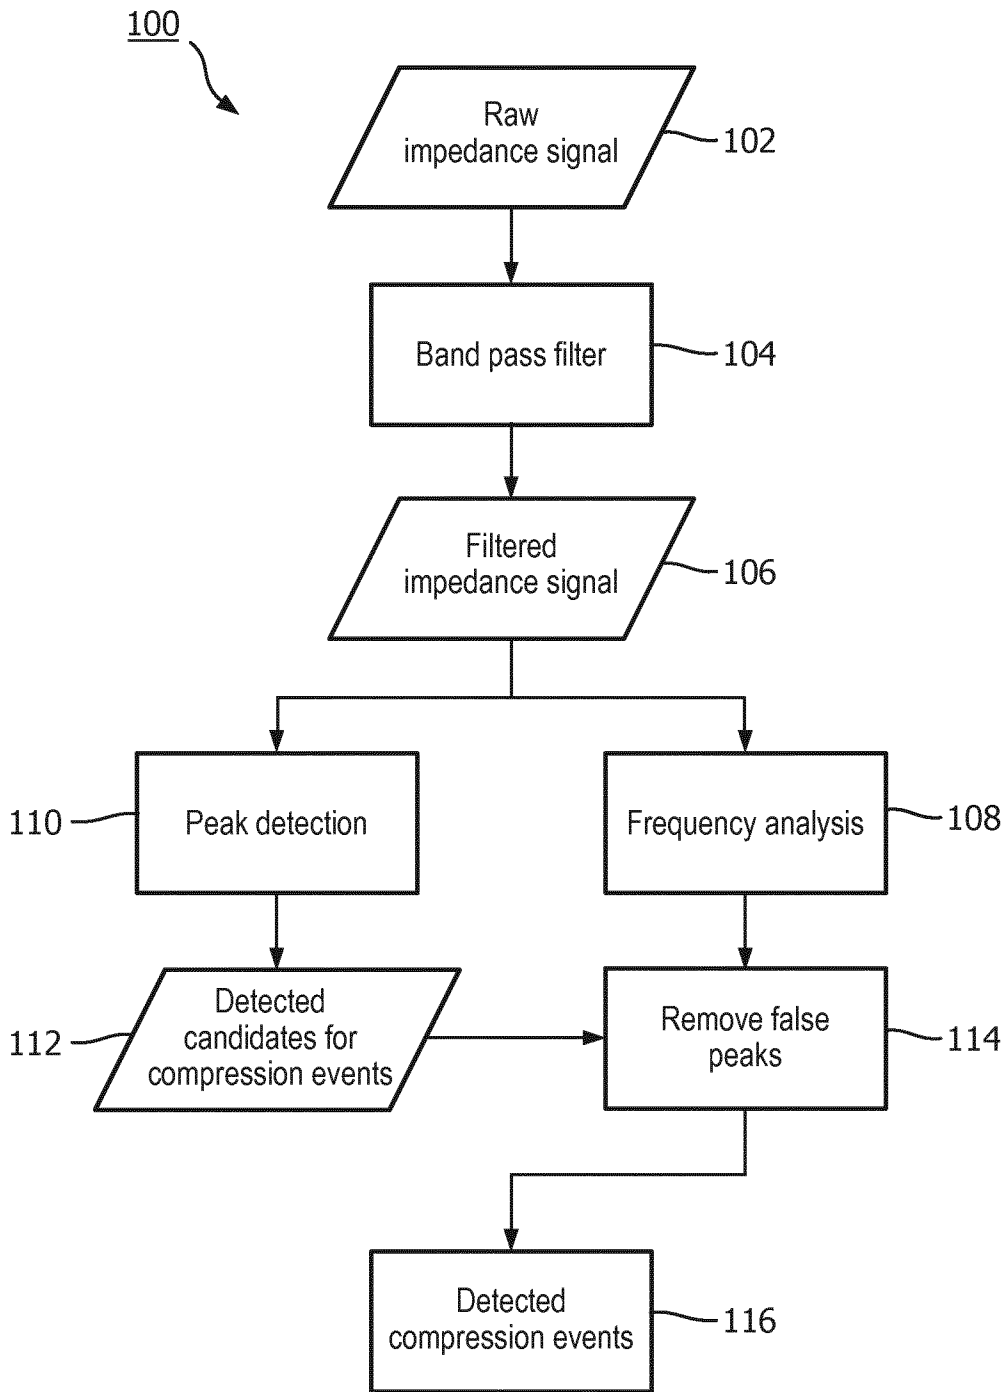 100
Raw
impedance signal
102
Band pass filter
104
Filtered
impedance signal
106
110
Peak detection
Frequency analysis
108
112
Detected
candidates for
compression events
Remove false
peaks
114
Detected
compression events
116